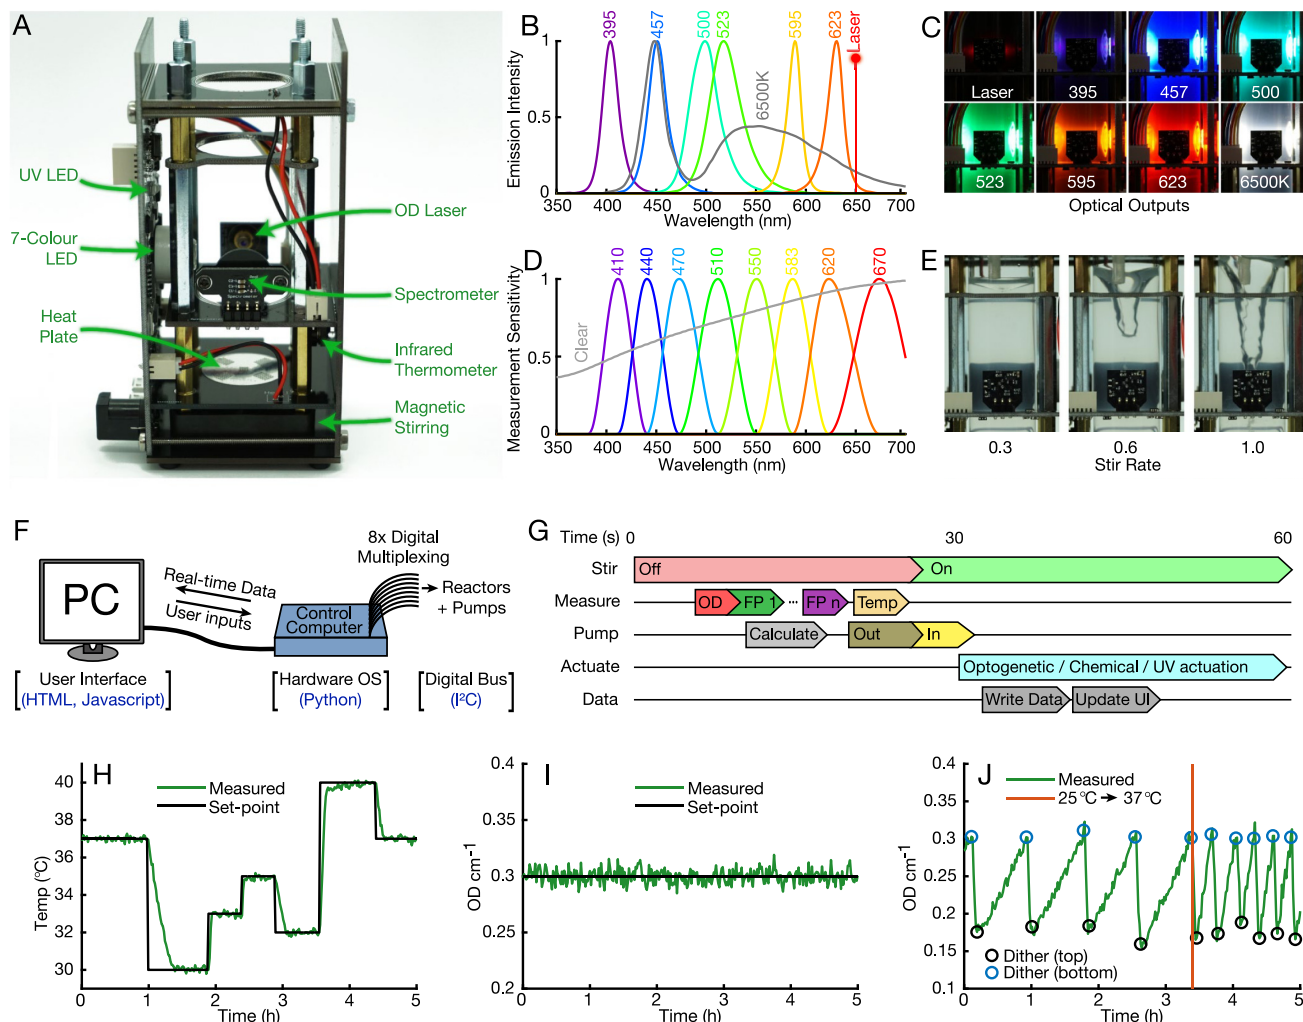 A
UV LED
7-Colour
LED
Heat
Plate
OD Laser
Spectrometer
Infrared
Thermometer
Magnetic
Stirring
B
395
457
500
523
595
623
Laser
6500K
Emission Intensity
1
0.5
0
350
400
450
500
550
600
650
700
Wavelength (nm)
C
Laser
395
457
500
523
595
623
6500K
Optical Outputs
D
410
440
470
510
550
583
620
670
Clear
Measurement Sensitivity
1
0.5
0
350
400
450
500
550
600
650
700
Wavelength (nm)
E
0.3
0.6
1.0
Stir Rate
F
PC
Real-time Data
User inputs
8x Digital
Multiplexing
Control
Computer
Reactors
+ Pumps
User Interface
(HTML, Javascript)
Hardware OS
(Python)
Digital Bus
(I²C)
G
Time (s)
0
30
60
Stir
Off
On
Measure
OD
FP 1
...
FP n
Temp
Pump
Calculate
Out
In
Actuate
Optogenetic / Chemical / UV actuation
Data
Write Data
Update UI
H
Measured
Set-point
Temp (°C)
40
38
36
34
32
30
0
1
2
3
4
5
Time (h)
I
Measured
Set-point
OD cm⁻¹
0.4
0.35
0.3
0.25
0.2
0
1
2
3
4
5
Time (h)
J
Measured
25 °C → 37 °C
OD cm⁻¹
0.4
0.35
0.3
0.25
0.2
0.15
0.1
Dither (top)
Dither (bottom)
0
1
2
3
4
5
Time (h)